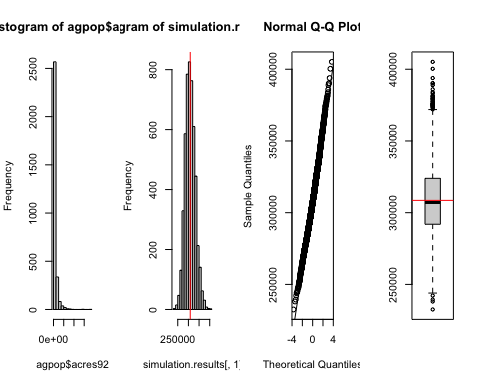 stogram of agpop$a
gram of simulation.r
Normal Q-Q Plot
Frequency
0
500
1000
1500
2000
2500
0e+00
agpop$acres92
Frequency
0
200
400
600
800
250000
simulation.results[, 1]
Sample Quantiles
250000
300000
350000
400000
-4
0
4
Theoretical Quantiles
250000
300000
350000
400000